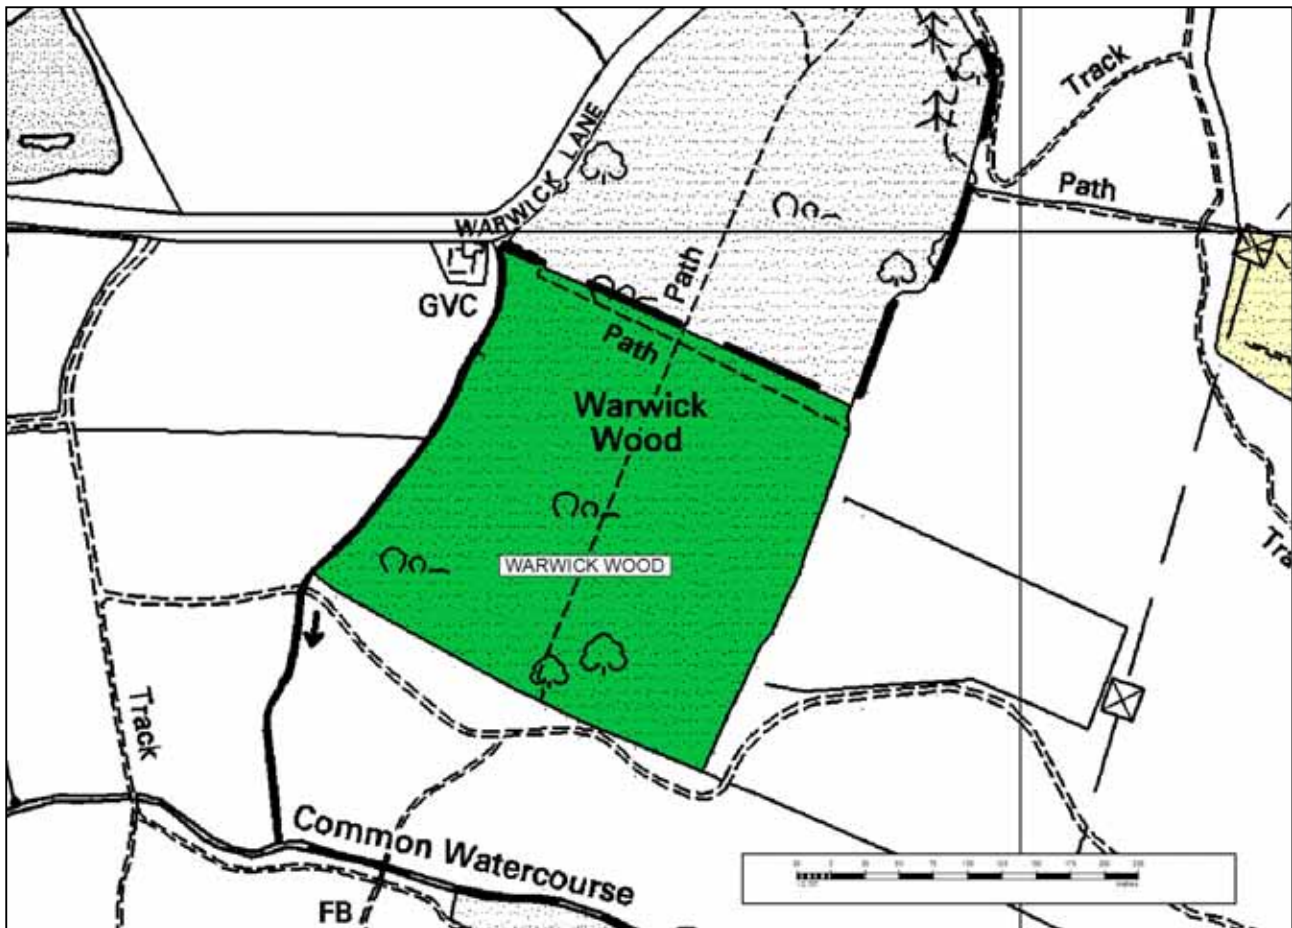 Track
WARWICK LANE
Path
GVC
Path
Path
Warwick
Wood
WARWICK WOOD
Track
Common Watercourse
FB